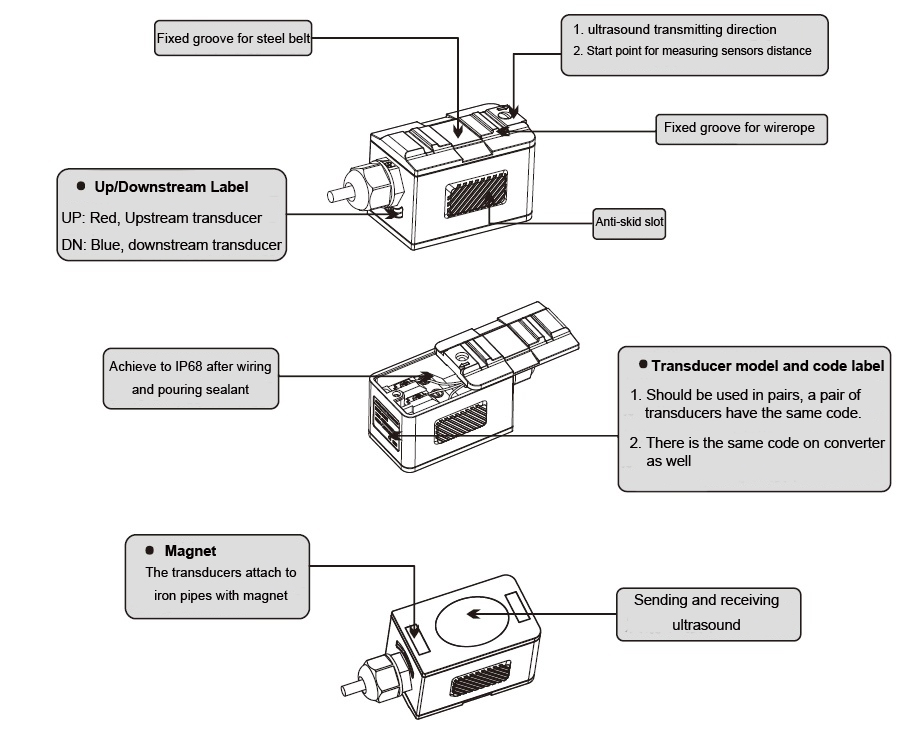 Fixed groove for steel belt
1. ultrasound transmitting direction
2. Start point for measuring sensors distance
Fixed groove for wirerope
● Up/Downstream Label
UP: Red, Upstream transducer
DN: Blue, downstream transducer
Anti-skid slot
Achieve to IP68 after wiring
and pouring sealant
● Transducer model and code label
1. Should be used in pairs, a pair of
transducers have the same code.
2. There is the same code on converter
as well
● Magnet
The transducers attach to
iron pipes with magnet
Sending and receiving
ultrasound